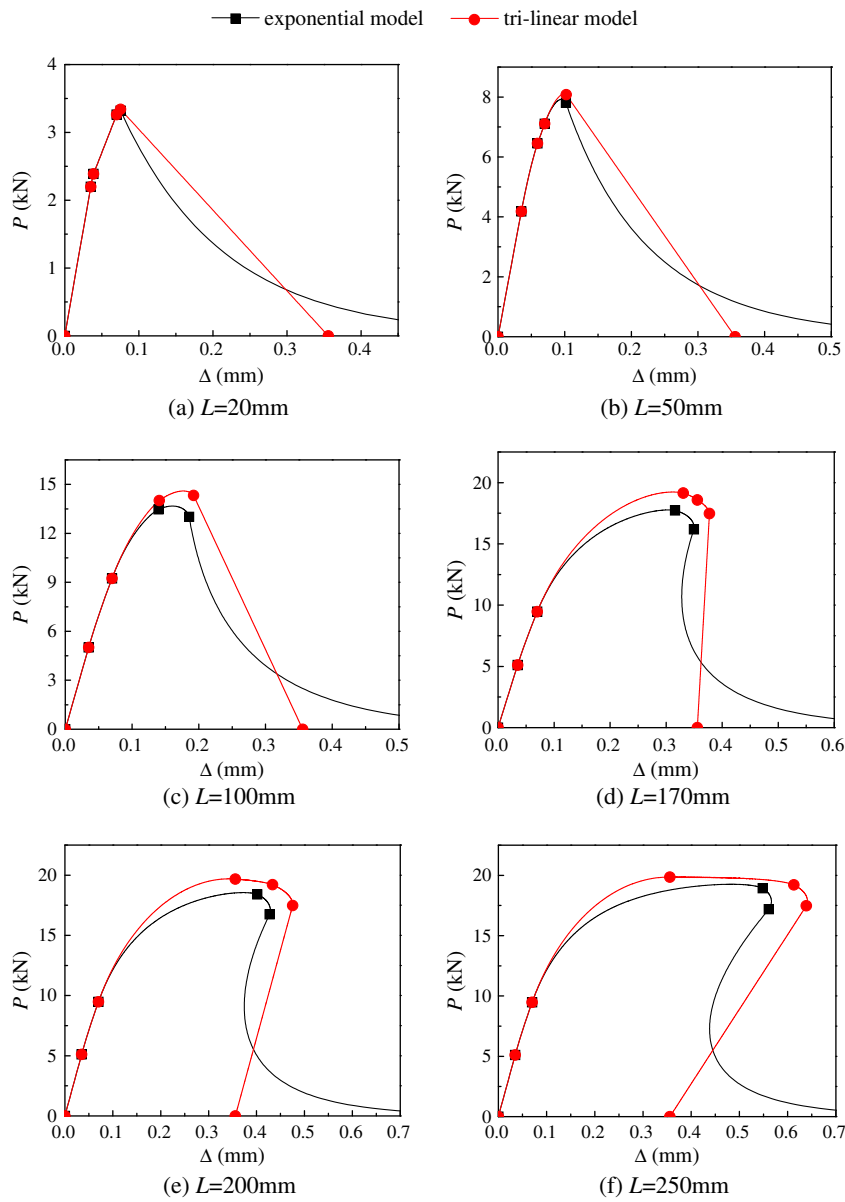 exponential model tri-linear model
4
3
2
1
0
P (kN)
0.0 0.1 0.2 0.3 0.4
Δ (mm)
(a) L=20mm
8
6
4
2
0
P (kN)
0.0 0.1 0.2 0.3 0.4 0.5
Δ (mm)
(b) L=50mm
15
12
9
6
3
0
P (kN)
0.0 0.1 0.2 0.3 0.4 0.5
Δ (mm)
(c) L=100mm
20
15
10
5
0
P (kN)
0.0 0.1 0.2 0.3 0.4 0.5 0.6
Δ (mm)
(d) L=170mm
20
15
10
5
0
P (kN)
0.0 0.1 0.2 0.3 0.4 0.5 0.6 0.7
Δ (mm)
(e) L=200mm
20
15
10
5
0
P (kN)
0.0 0.1 0.2 0.3 0.4 0.5 0.6 0.7
Δ (mm)
(f) L=250mm